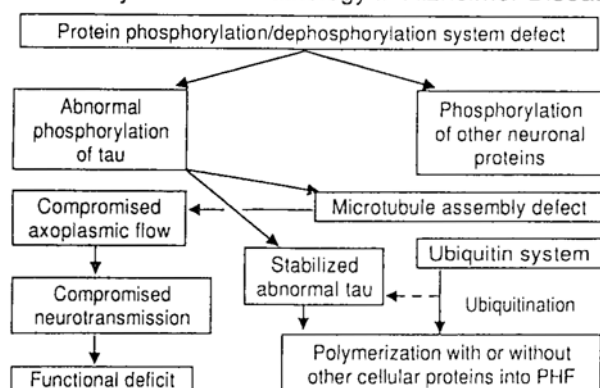 Protein phosphorylation/dephosphorylation system defect
Abnormal
phosphorylation
of tau
Phosphorylation
of other neuronal
proteins
Compromised
axoplasmic flow
Microtubule assembly defect
Stabilized
abnormal tau
Ubiquitin system
Ubiquitination
Compromised
neurotransmission
Functional deficit
Polymerization with or without
other cellular proteins into PHF